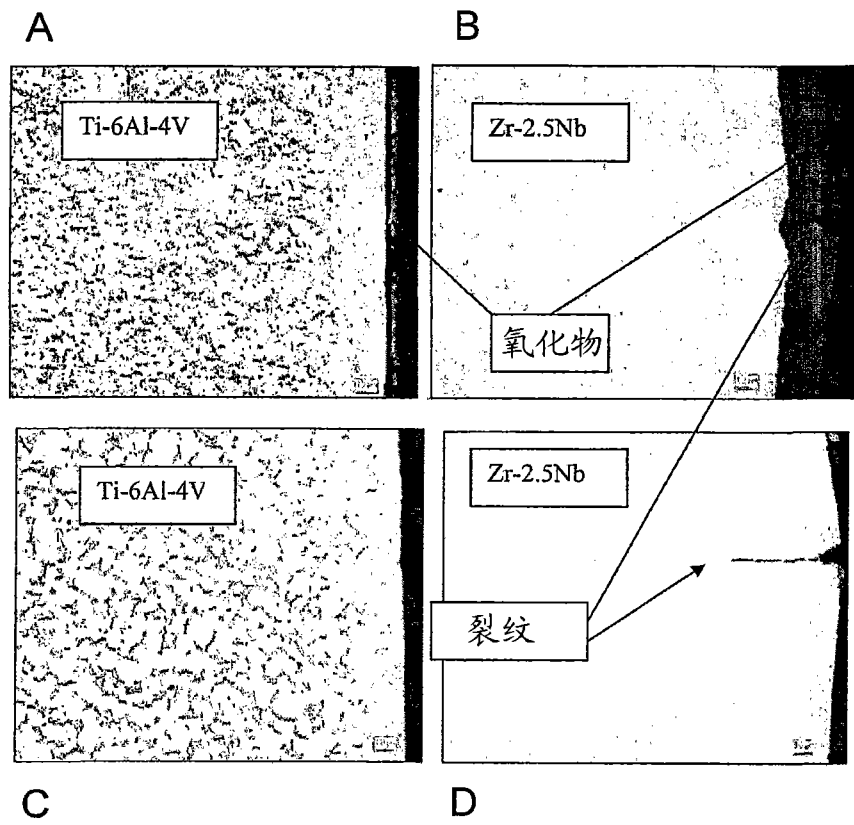 A
B
Ti-6Al-4V
Zr-2.5Nb
氧化物
Ti-6Al-4V
Zr-2.5Nb
裂纹
C
D